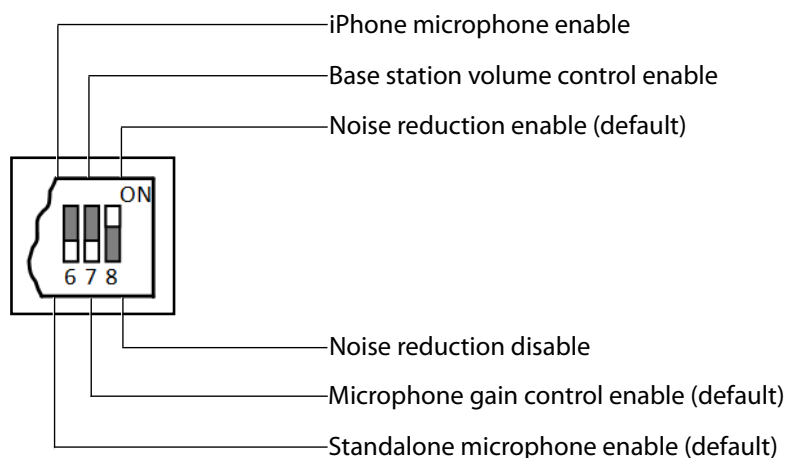 iPhone microphone enable
Base station volume control enable
Noise reduction enable (default)
ON
6 7 8
Noise reduction disable
Microphone gain control enable (default)
Standalone microphone enable (default)